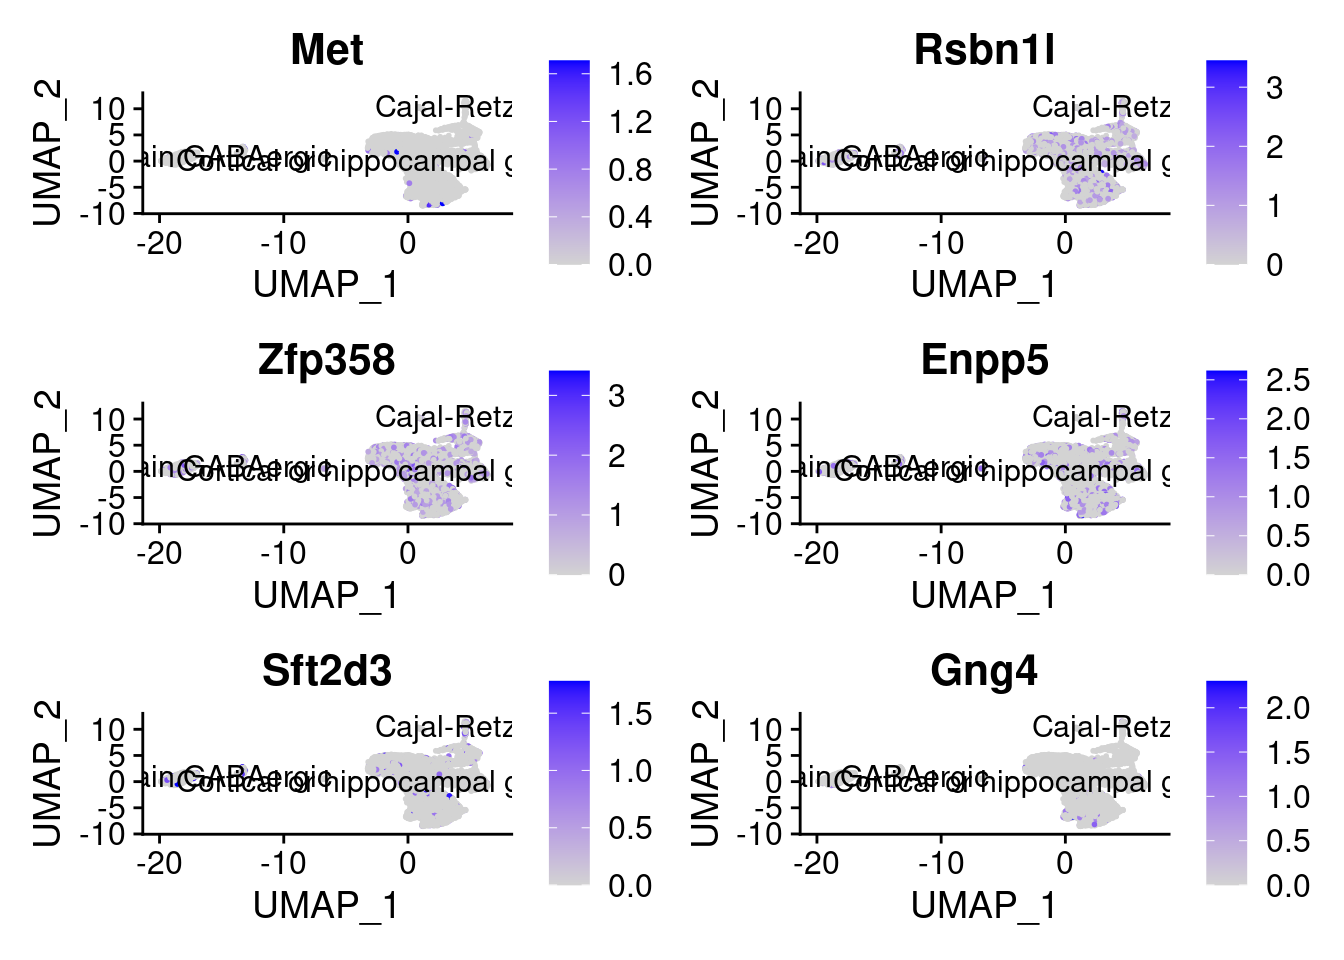 Met
UMAP_2
10
5
0
-5
-10
Cajal-Retz
GABAergic
Cortical or hippocampal g
-20 -10 0
UMAP_1
1.6
1.2
0.8
0.4
0.0
Rsbn1l
UMAP_2
10
5
0
-5
-10
Cajal-Retz
GABAergic
Cortical or hippocampal g
-20 -10 0
UMAP_1
3
2
1
0
Zfp358
UMAP_2
10
5
0
-5
-10
Cajal-Retz
GABAergic
Cortical or hippocampal g
-20 -10 0
UMAP_1
3
2
1
0
Enpp5
UMAP_2
10
5
0
-5
-10
Cajal-Retz
GABAergic
Cortical or hippocampal g
-20 -10 0
UMAP_1
2.5
2.0
1.5
1.0
0.5
0.0
Sft2d3
UMAP_2
10
5
0
-5
-10
Cajal-Retz
GABAergic
Cortical or hippocampal g
-20 -10 0
UMAP_1
1.5
1.0
0.5
0.0
Gng4
UMAP_2
10
5
0
-5
-10
Cajal-Retz
GABAergic
Cortical or hippocampal g
-20 -10 0
UMAP_1
2.0
1.5
1.0
0.5
0.0